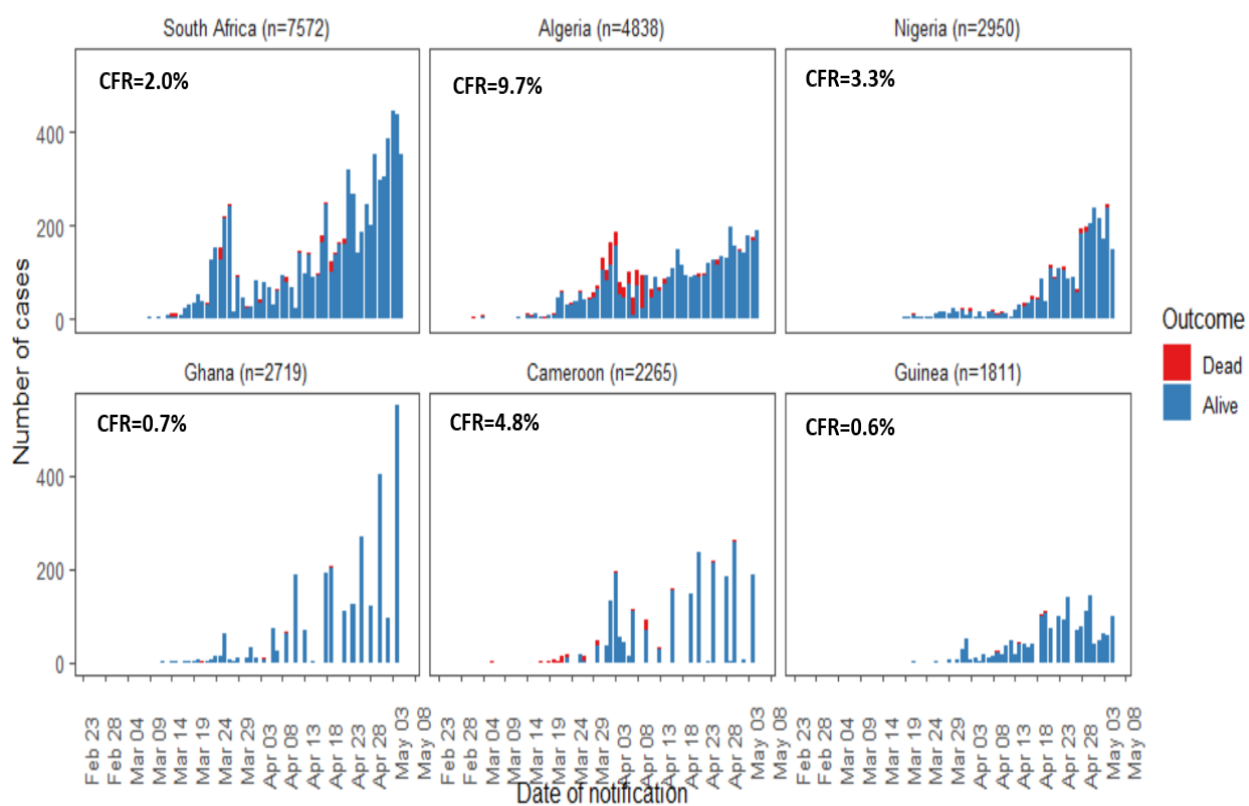 South Africa (n=7572)
Algeria (n=4838)
Nigeria (n=2950)
CFR=2.0%
CFR=9.7%
CFR=3.3%
400
200
0
Number of cases
Ghana (n=2719)
Cameroon (n=2265)
Guinea (n=1811)
CFR=0.7%
CFR=4.8%
CFR=0.6%
400
200
0
Outcome
Dead
Alive
Feb 23
Feb 28
Mar 04
Mar 09
Mar 14
Mar 19
Mar 24
Mar 29
Apr 03
Apr 08
Apr 13
Apr 18
Apr 23
Apr 28
May 03
May 08
Feb 23
Feb 28
Mar 04
Mar 09
Mar 14
Mar 19
Mar 24
Mar 29
Apr 03
Apr 08
Apr 13
Apr 18
Apr 23
Apr 28
May 03
May 08
Feb 23
Feb 28
Mar 04
Mar 09
Mar 14
Mar 19
Mar 24
Mar 29
Apr 03
Apr 08
Apr 13
Apr 18
Apr 23
Apr 28
May 03
May 08
Date of notification